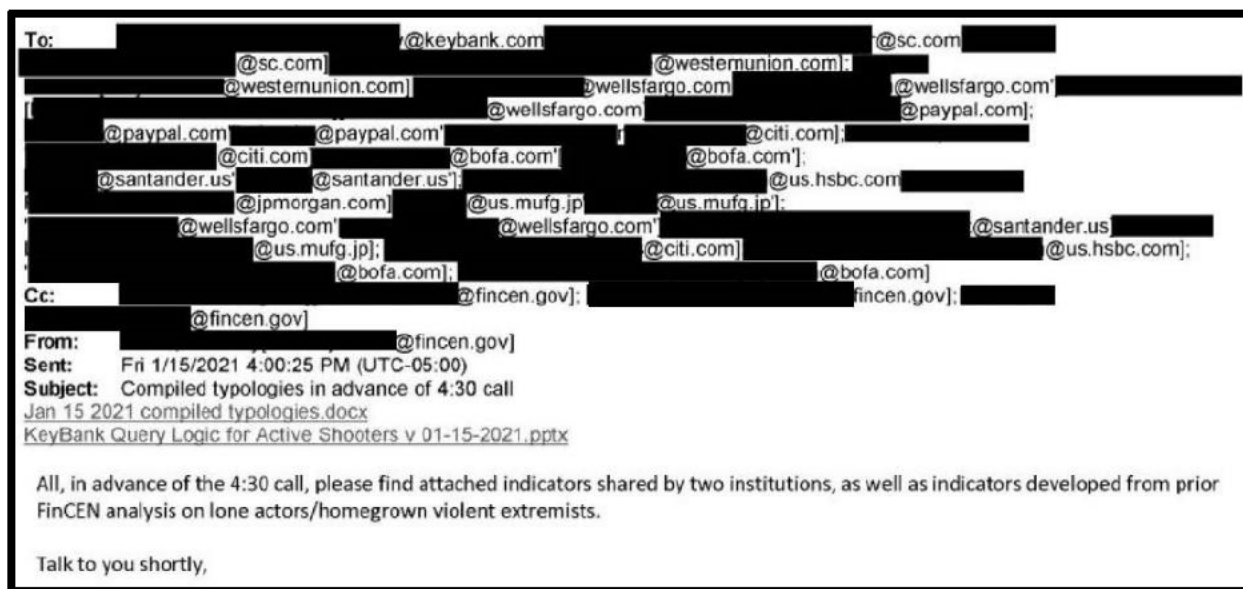 To: y@keybank.com r@sc.com
@sc.com] @westernunion.com];
@westernunion.com] @wellsfargo.com @wellsfargo.com'
@wellsfargo.com' @paypal.com];
@paypal.com' @paypal.com' @citi.com];
@citi.com] @bofa.com'] @bofa.com'];
@santander.us' @santander.us']; @us.hsbc.com
@jpmorgan.com] @us.mufg.jp' @us.mufg.jp'];
@wellsfargo.com' @wellsfargo.com' @santander.us]
@us.mufg.jp]; @citi.com] @us.hsbc.com];
@bofa.com]; @bofa.com]
Cc: @fincen.gov]; fincen.gov];
@fincen.gov]
From: @fincen.gov]
Sent: Fri 1/15/2021 4:00:25 PM (UTC-05:00)
Subject: Compiled typologies in advance of 4:30 call
Jan 15 2021 compiled typologies.docx
KeyBank Query Logic for Active Shooters v 01-15-2021.pptx
All, in advance of the 4:30 call, please find attached indicators shared by two institutions, as well as indicators developed from prior
FinCEN analysis on lone actors/homegrown violent extremists.
Talk to you shortly,